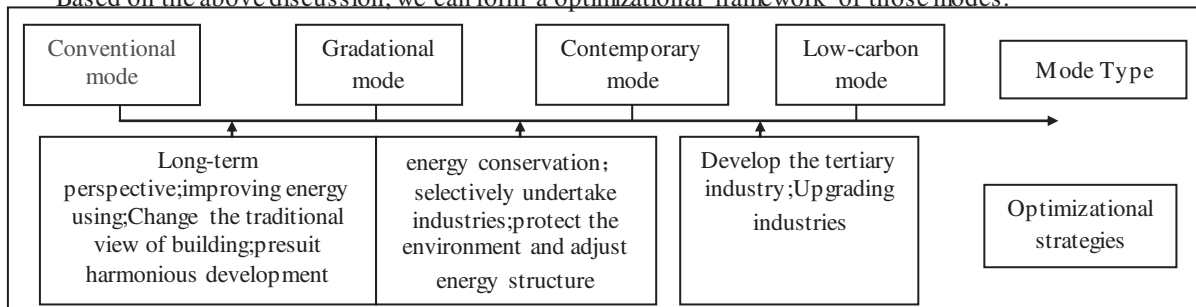 Based on the above discussion, we can form a optimizational framework of those modes:
Conventional
mode
Gradational
mode
Contemporary
mode
Low-carbon
mode
Mode Type
Long-term
perspective;improving energy
using;Change the traditional
view of building;presuit
harmonious development
energy conservation；
selectively undertake
industries;protect the
environment and adjust
energy structure
Develop the tertiary
industry;Upgrading
industries
Optimizational
strategies